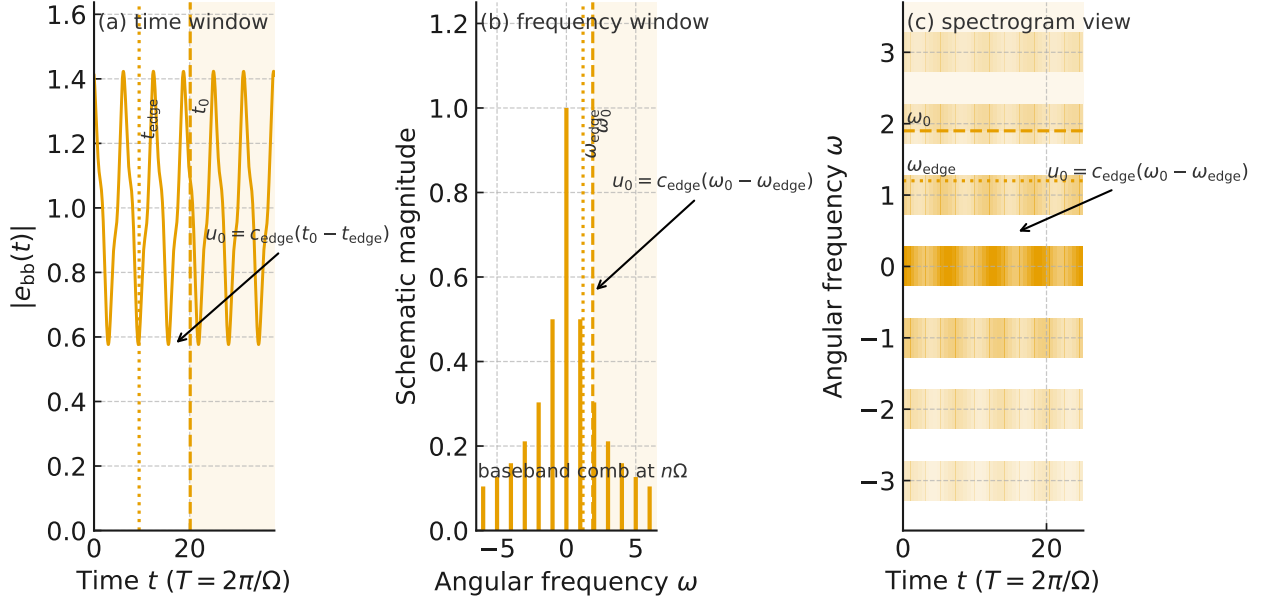 (a) time window
|e_bb(t)|
1.6
1.4
1.2
1.0
0.8
0.6
0.4
0.2
0.0
t_edge
t_0
u_0 = c_edge(t_0 − t_edge)
0
20
Time t (T = 2π/Ω)
(b) frequency window
Schematic magnitude
1.2
1.0
0.8
0.6
0.4
0.2
0.0
ω_edge
ω_0
u_0 = c_edge(ω_0 − ω_edge)
baseband comb at nΩ
−5
0
5
Angular frequency ω
(c) spectrogram view
Angular frequency ω
3
2
1
0
−1
−2
−3
ω_0
ω_edge
u_0 = c_edge(ω_0 − ω_edge)
0
20
Time t (T = 2π/Ω)